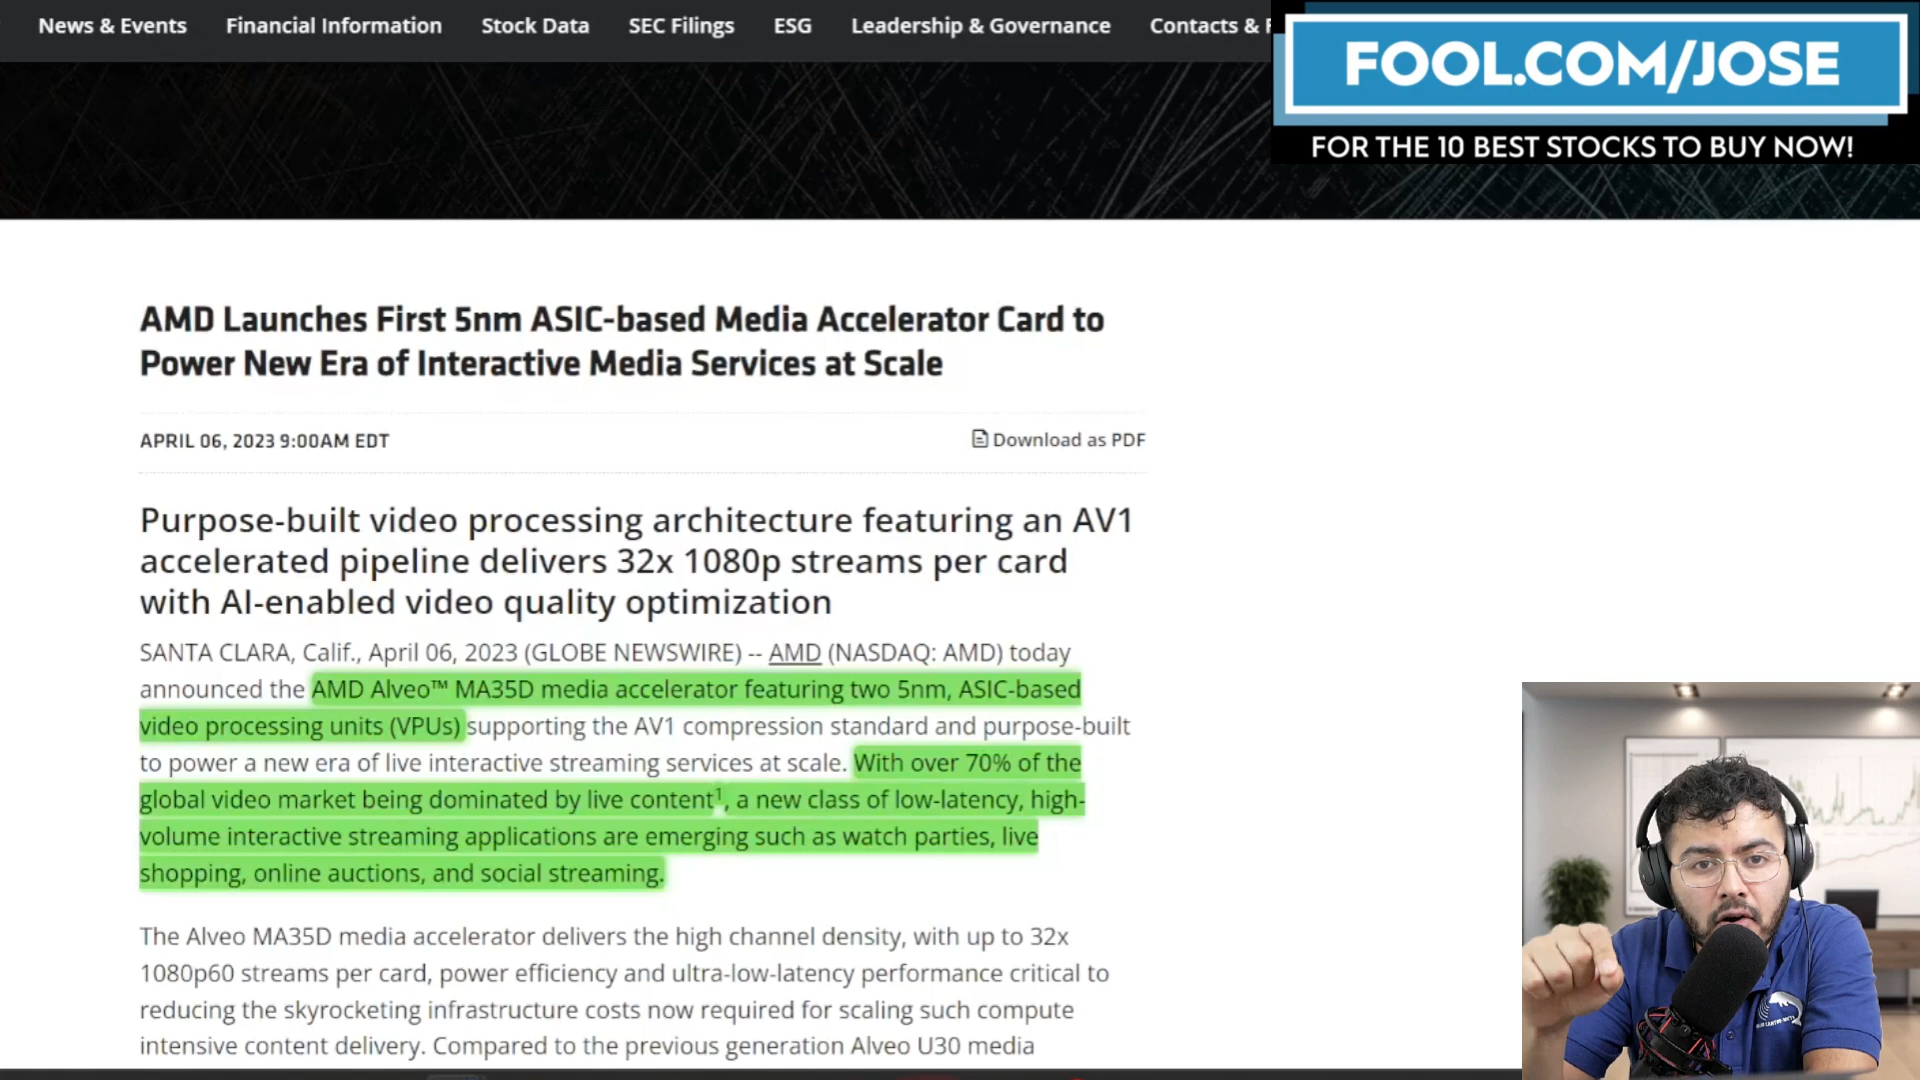 News & Events Financial Information Stock Data SEC Filings ESG Leadership & Governance Contacts &
FOOL.COM/JOSE
FOR THE 10 BEST STOCKS TO BUY NOW!
AMD Launches First 5nm ASIC-based Media Accelerator Card to
Power New Era of Interactive Media Services at Scale
APRIL 06, 2023 9:00AM EDT
Download as PDF
Purpose-built video processing architecture featuring an AV1
accelerated pipeline delivers 32x 1080p streams per card
with AI-enabled video quality optimization
SANTA CLARA, Calif., April 06, 2023 (GLOBE NEWSWIRE) -- AMD (NASDAQ: AMD) today
announced the AMD Alveo™ MA35D media accelerator featuring two 5nm, ASIC-based
video processing units (VPUs) supporting the AV1 compression standard and purpose-built
to power a new era of live interactive streaming services at scale. With over 70% of the
global video market being dominated by live content¹, a new class of low-latency, high-
volume interactive streaming applications are emerging such as watch parties, live
shopping, online auctions, and social streaming.
The Alveo MA35D media accelerator delivers the high channel density, with up to 32x
1080p60 streams per card, power efficiency and ultra-low-latency performance critical to
reducing the skyrocketing infrastructure costs now required for scaling such compute
intensive content delivery. Compared to the previous generation Alveo U30 media